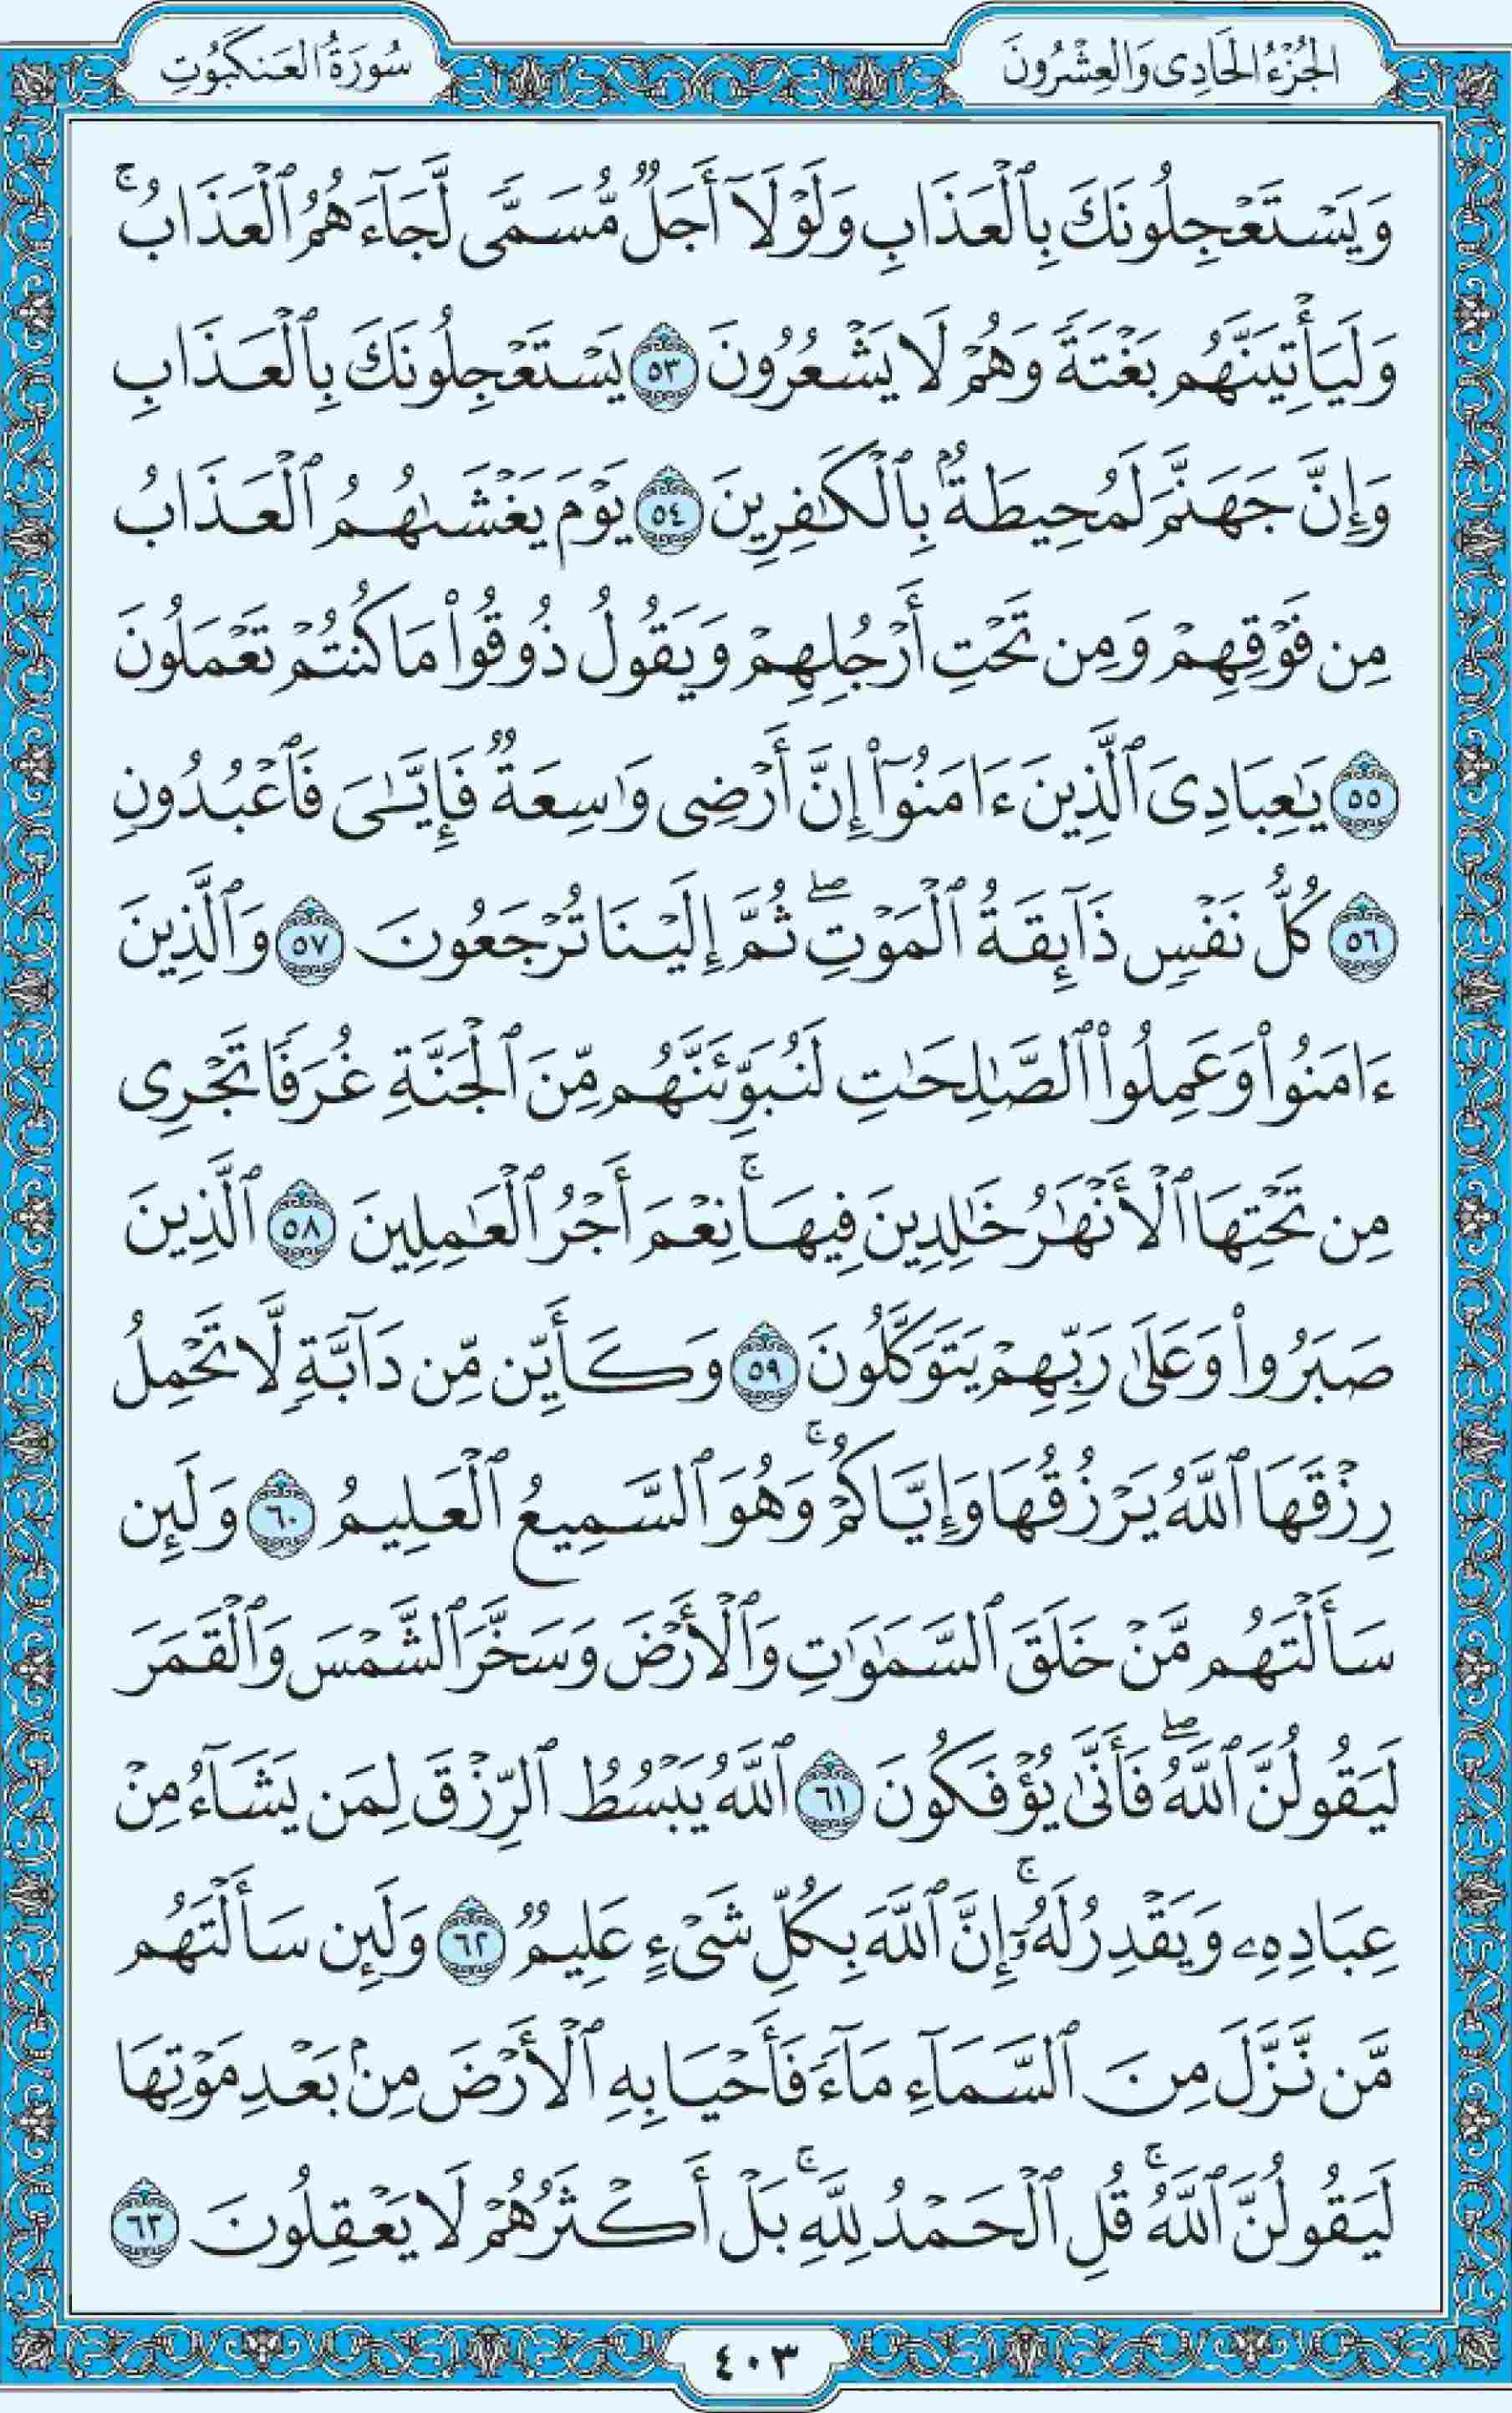 الجُزْءُ الحَادِى وَالعِشْرُونَ
سُورَةُ العَنكَبُوتِ
وَيَسْتَعْجِلُونَكَ بِٱلْعَذَابِ وَلَوْلَآ أَجَلٌ مُّسَمًّى لَّجَآءَهُمُ ٱلْعَذَابُۚ
وَلَيَأْتِيَنَّهُم بَغْتَةً وَهُمْ لَا يَشْعُرُونَ ٥٣ يَسْتَعْجِلُونَكَ بِٱلْعَذَابِ
وَإِنَّ جَهَنَّمَ لَمُحِيطَةٌۢ بِٱلْكَٰفِرِينَ ٥٤ يَوْمَ يَغْشَىٰهُمُ ٱلْعَذَابُ
مِن فَوْقِهِمْ وَمِن تَحْتِ أَرْجُلِهِمْ وَيَقُولُ ذُوقُوا۟ مَا كُنتُمْ تَعْمَلُونَ
٥٥ يَٰعِبَادِىَ ٱلَّذِينَ ءَامَنُوٓا۟ إِنَّ أَرْضِى وَٰسِعَةٌ فَإِيَّٰىَ فَٱعْبُدُونِ
٥٦ كُلُّ نَفْسٍ ذَآئِقَةُ ٱلْمَوْتِۖ ثُمَّ إِلَيْنَا تُرْجَعُونَ ٥٧ وَٱلَّذِينَ
ءَامَنُوا۟ وَعَمِلُوا۟ ٱلصَّٰلِحَٰتِ لَنُبَوِّئَنَّهُم مِّنَ ٱلْجَنَّةِ غُرَفًا تَجْرِى
مِن تَحْتِهَا ٱلْأَنْهَٰرُ خَٰلِدِينَ فِيهَاۚ نِعْمَ أَجْرُ ٱلْعَٰمِلِينَ ٥٨ ٱلَّذِينَ
صَبَرُوا۟ وَعَلَىٰ رَبِّهِمْ يَتَوَكَّلُونَ ٥٩ وَكَأَيِّن مِّن دَآبَّةٍ لَّا تَحْمِلُ
رِزْقَهَا ٱللَّهُ يَرْزُقُهَا وَإِيَّاكُمْۚ وَهُوَ ٱلسَّمِيعُ ٱلْعَلِيمُ ٦٠ وَلَئِن
سَأَلْتَهُم مَّنْ خَلَقَ ٱلسَّمَٰوَٰتِ وَٱلْأَرْضَ وَسَخَّرَ ٱلشَّمْسَ وَٱلْقَمَرَ
لَيَقُولُنَّ ٱللَّهُۖ فَأَنَّىٰ يُؤْفَكُونَ ٦١ ٱللَّهُ يَبْسُطُ ٱلرِّزْقَ لِمَن يَشَآءُ مِنْ
عِبَادِهِۦ وَيَقْدِرُ لَهُۥٓۚ إِنَّ ٱللَّهَ بِكُلِّ شَىْءٍ عَلِيمٌ ٦٢ وَلَئِن سَأَلْتَهُم
مَّن نَّزَّلَ مِنَ ٱلسَّمَآءِ مَآءً فَأَحْيَا بِهِ ٱلْأَرْضَ مِنۢ بَعْدِ مَوْتِهَا
لَيَقُولُنَّ ٱللَّهُۚ قُلِ ٱلْحَمْدُ لِلَّهِۚ بَلْ أَكْثَرُهُمْ لَا يَعْقِلُونَ ٦٣
٤٠٣